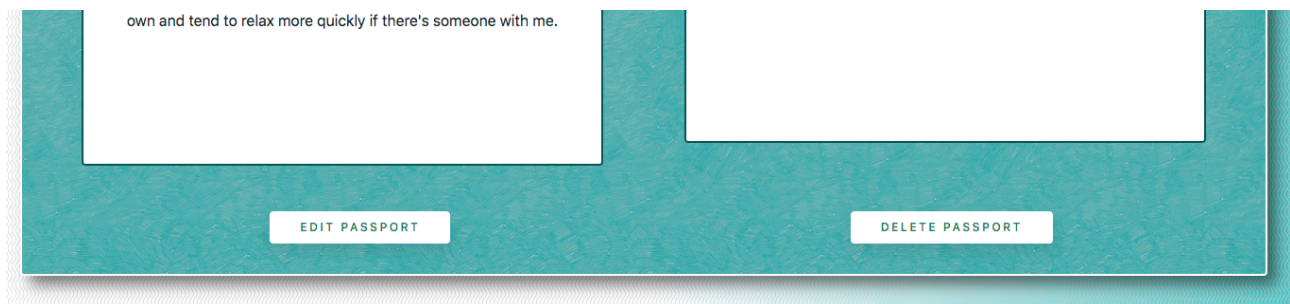 own and tend to relax more quickly if there's someone with me.
EDIT PASSPORT
DELETE PASSPORT